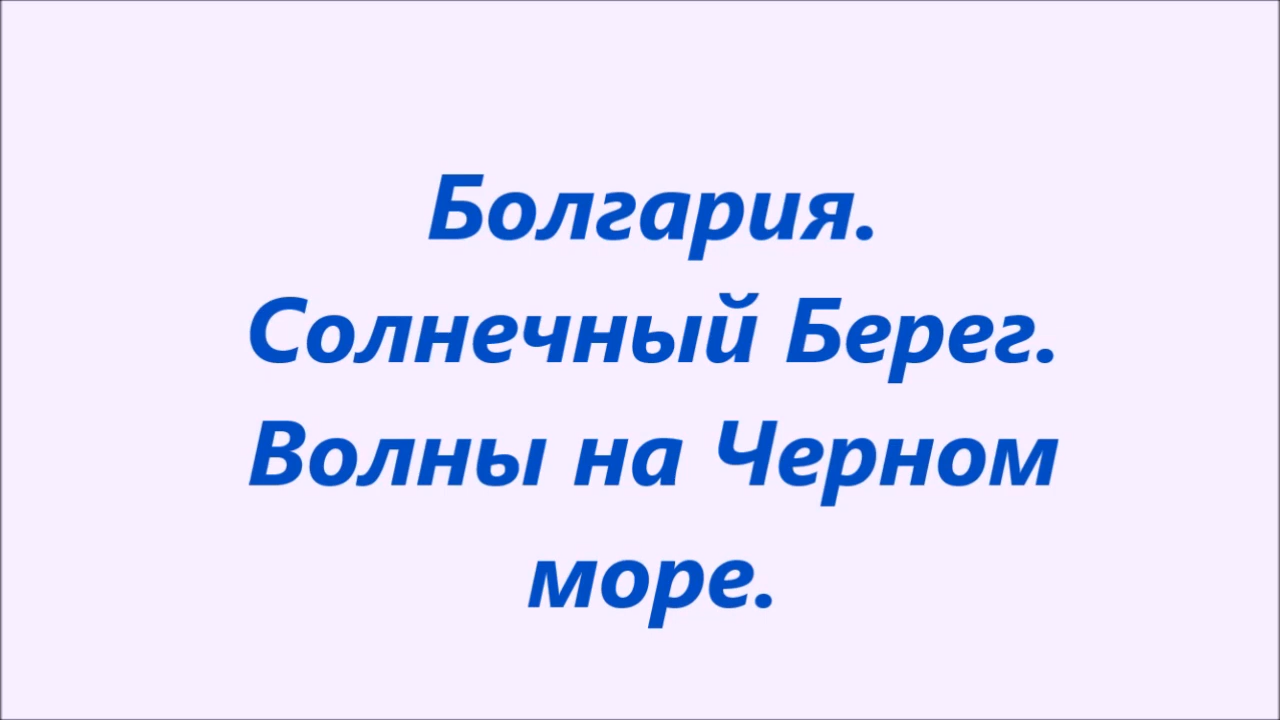 Болгария.
Солнечный Берег.
Волны на Черном
море.